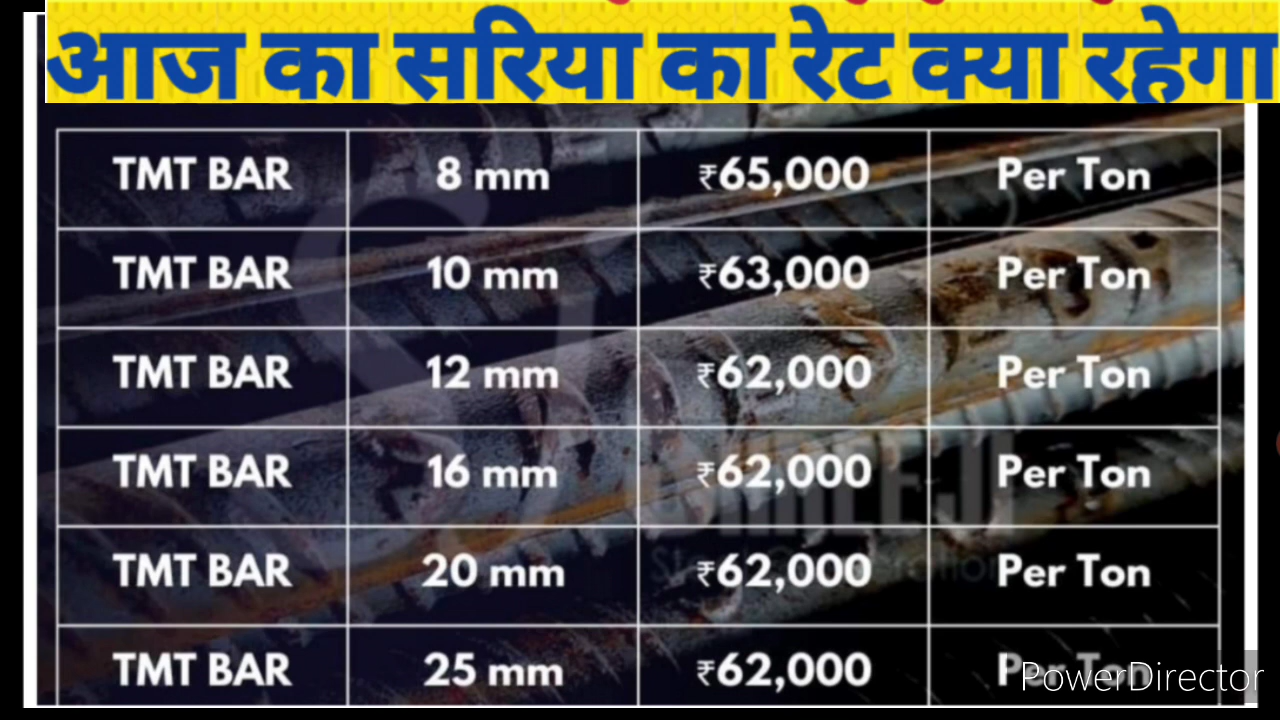 आज का सरिया का रेट क्या रहेगा
TMT BAR 8 mm ₹65,000 Per Ton
TMT BAR 10 mm ₹63,000 Per Ton
TMT BAR 12 mm ₹62,000 Per Ton
TMT BAR 16 mm ₹62,000 Per Ton
TMT BAR 20 mm ₹62,000 Per Ton
TMT BAR 25 mm ₹62,000 Per Ton
PowerDirector